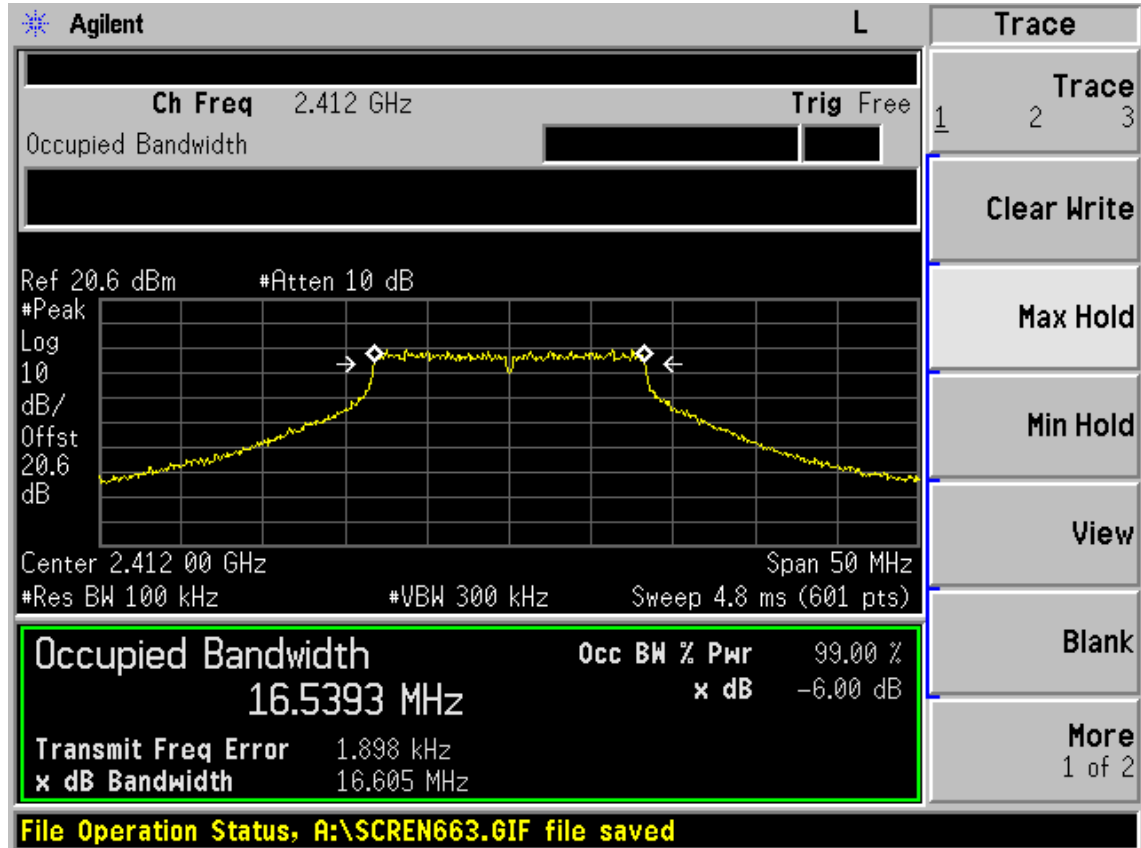 Agilent L Trace
Ch Freq 2.412 GHz Trig Free
Occupied Bandwidth
Trace
1 2 3
Clear Write
Max Hold
Min Hold
View
Blank
More
1 of 2
Ref 20.6 dBm #Atten 10 dB
#Peak
Log
10
dB/
Offst
20.6
dB
Center 2.412 00 GHz Span 50 MHz
#Res BW 100 kHz #VBW 300 kHz Sweep 4.8 ms (601 pts)
Occupied Bandwidth Occ BW % Pwr 99.00 %
16.5393 MHz x dB -6.00 dB
Transmit Freq Error 1.898 kHz
x dB Bandwidth 16.605 MHz
File Operation Status, A:\SCREN663.GIF file saved